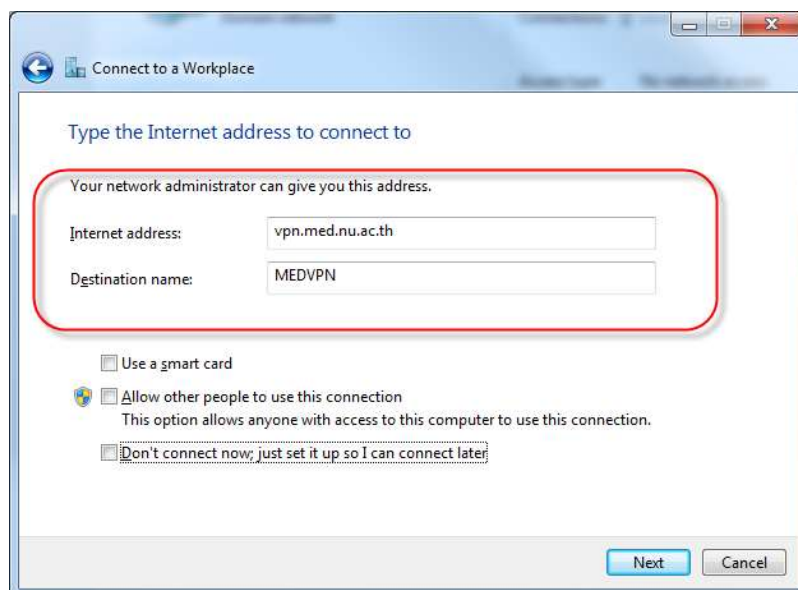 Connect to a Workplace
Type the Internet address to connect to
Your network administrator can give you this address.
Internet address: vpn.med.nu.ac.th
Destination name: MEDVPN
Use a smart card
Allow other people to use this connection
This option allows anyone with access to this computer to use this connection.
Don't connect now; just set it up so I can connect later
Next Cancel